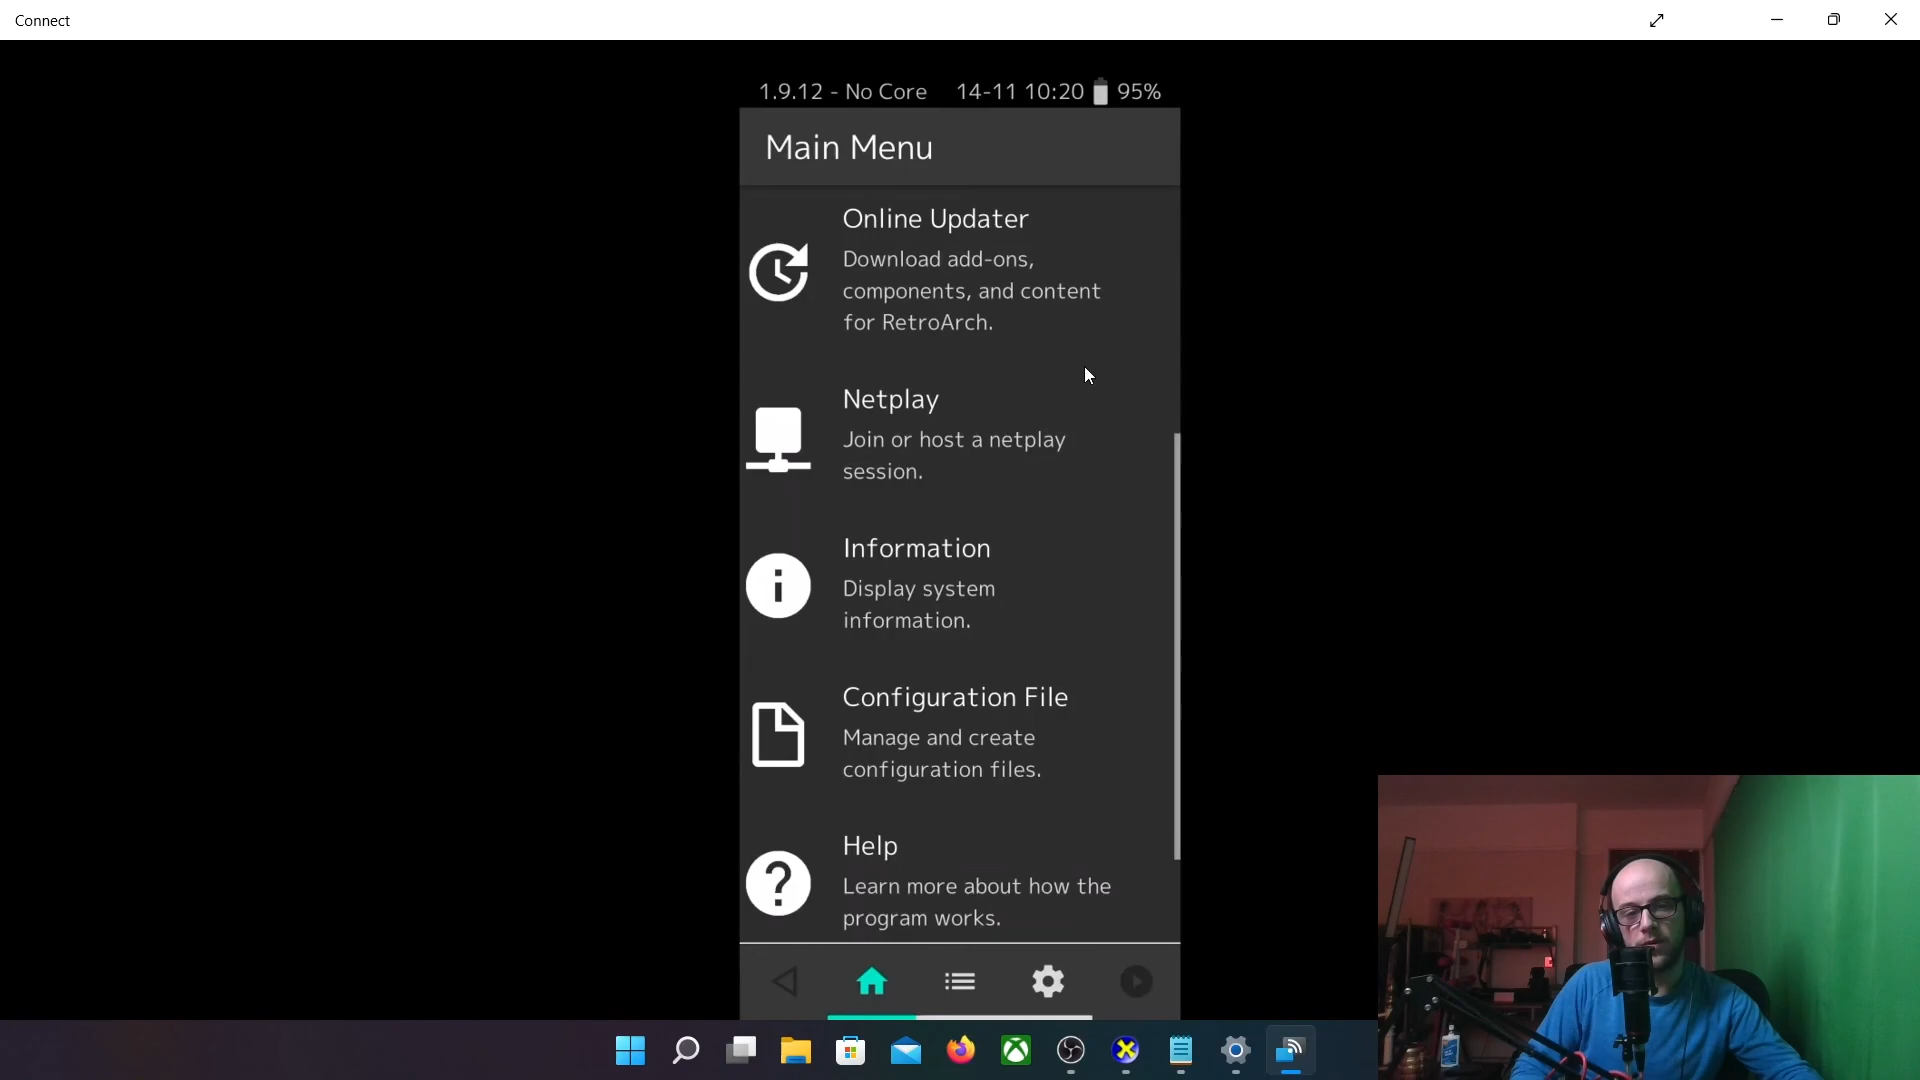 Connect
1.9.12 - No Core 14-11 10:20 95%
Main Menu
Online Updater
Download add-ons,
components, and content
for RetroArch.
Netplay
Join or host a netplay
session.
Information
Display system
information.
Configuration File
Manage and create
configuration files.
Help
Learn more about how the
program works.